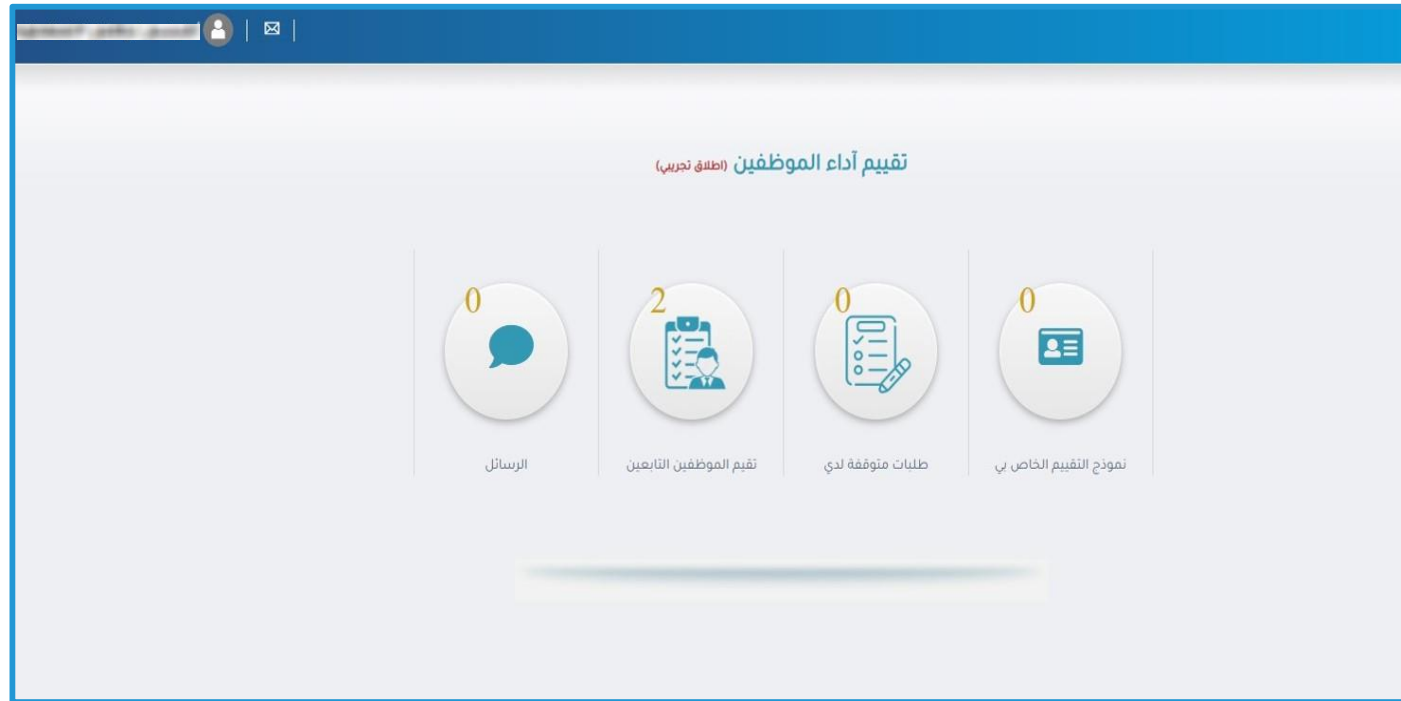 تقييم آداء الموظفين (اطلاق تجريبي)
0
0
2
0
نموذج التقييم الخاص بي
طلبات متوقفة لدي
تقيم الموظفين التابعين
الرسائل